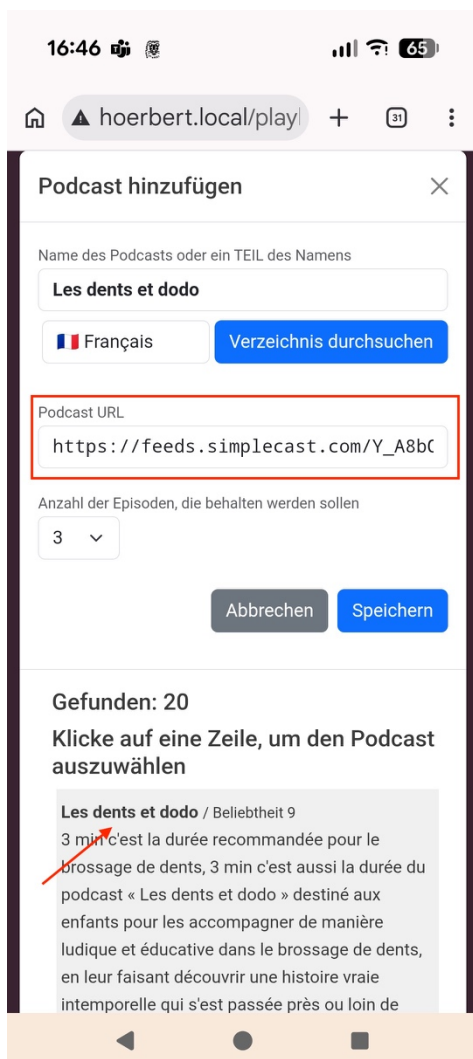 16:46
65
hoerbert.local/playl
31
Podcast hinzufügen
Name des Podcasts oder ein TEIL des Namens
Les dents et dodo
Français
Verzeichnis durchsuchen
Podcast URL
https://feeds.simplecast.com/Y_A8bC
Anzahl der Episoden, die behalten werden sollen
3
Abbrechen
Speichern
Gefunden: 20
Klicke auf eine Zeile, um den Podcast
auszuwählen
Les dents et dodo / Beliebtheit 9
3 min c'est la durée recommandée pour le
brossage de dents, 3 min c'est aussi la durée du
podcast « Les dents et dodo » destiné aux
enfants pour les accompagner de manière
ludique et éducative dans le brossage de dents,
en leur faisant découvrir une histoire vraie
intemporelle qui s'est passée près ou loin de